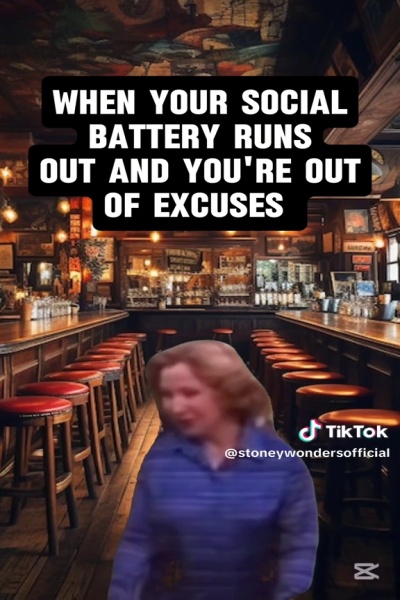 WHEN YOUR SOCIAL
BATTERY RUNS
OUT AND YOU'RE OUT
OF EXCUSES
TikTok
@stoneywondersofficial